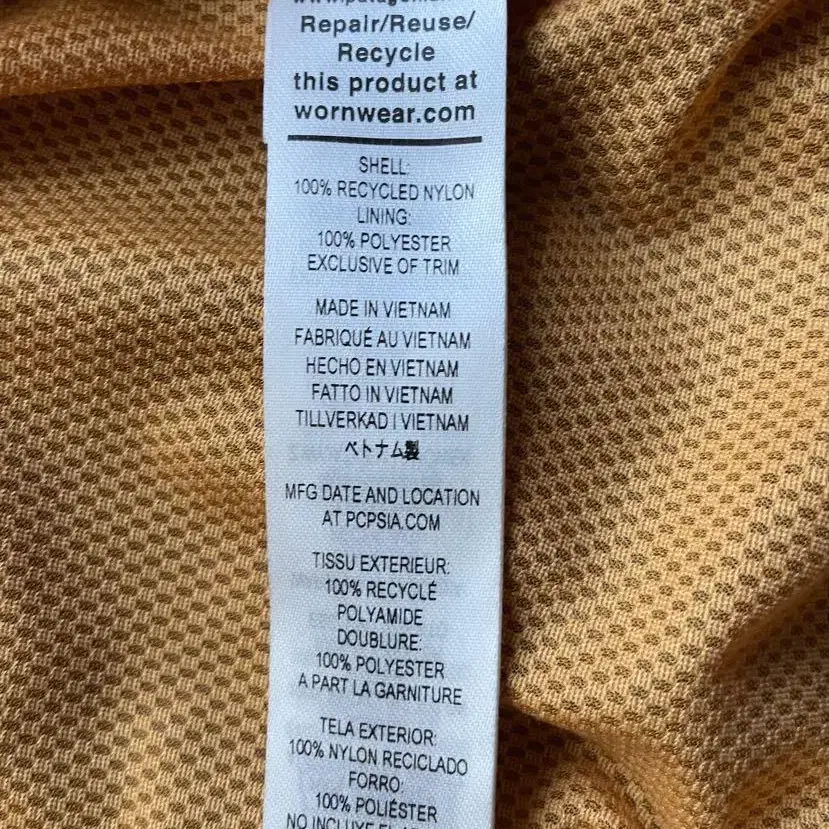 Repair/Reuse/
Recycle
this product at
wornwear.com
SHELL:
100% RECYCLED NYLON
LINING:
100% POLYESTER
EXCLUSIVE OF TRIM
MADE IN VIETNAM
FABRIQUÉ AU VIETNAM
HECHO EN VIETNAM
FATTO IN VIETNAM
TILLVERKAD I VIETNAM
ベトナム製
MFG DATE AND LOCATION
AT PCPSIA.COM
TISSU EXTERIEUR:
100% RECYCLÉ
POLYAMIDE
DOUBLURE:
100% POLYESTER
A PART LA GARNITURE
TELA EXTERIOR:
100% NYLON RECICLADO
FORRO:
100% POLIÉSTER
NO INCLUYE